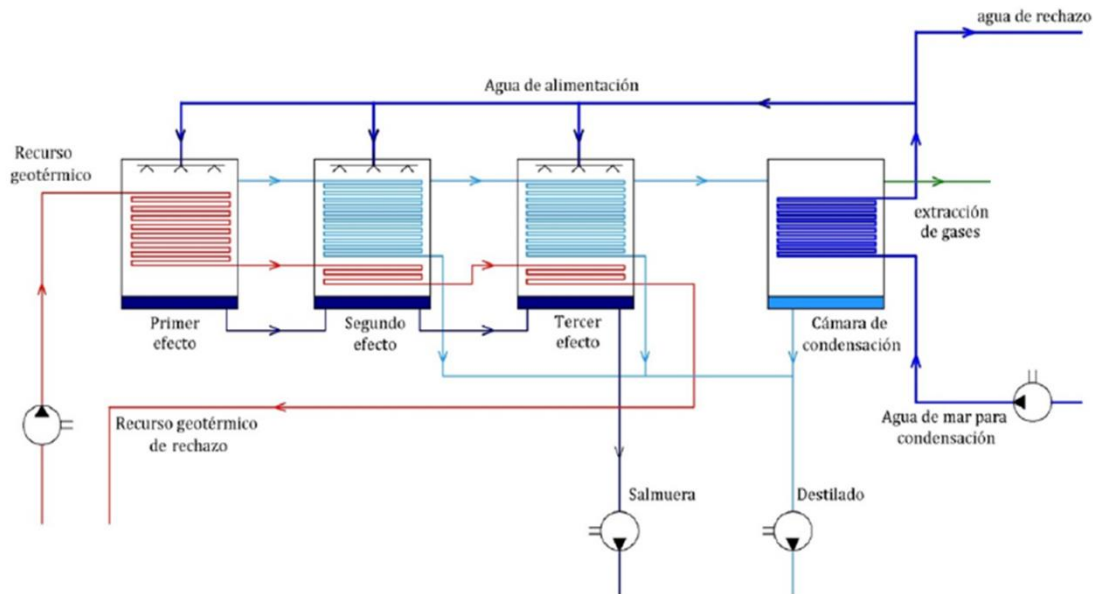 agua de rechazo
Agua de alimentación
Recurso
geotérmico
extracción
de gases
Primer
efecto
Segundo
efecto
Tercer
efecto
Cámara de
condensación
Recurso geotérmico
de rechazo
Agua de mar para
condensación
Salmuera
Destilado